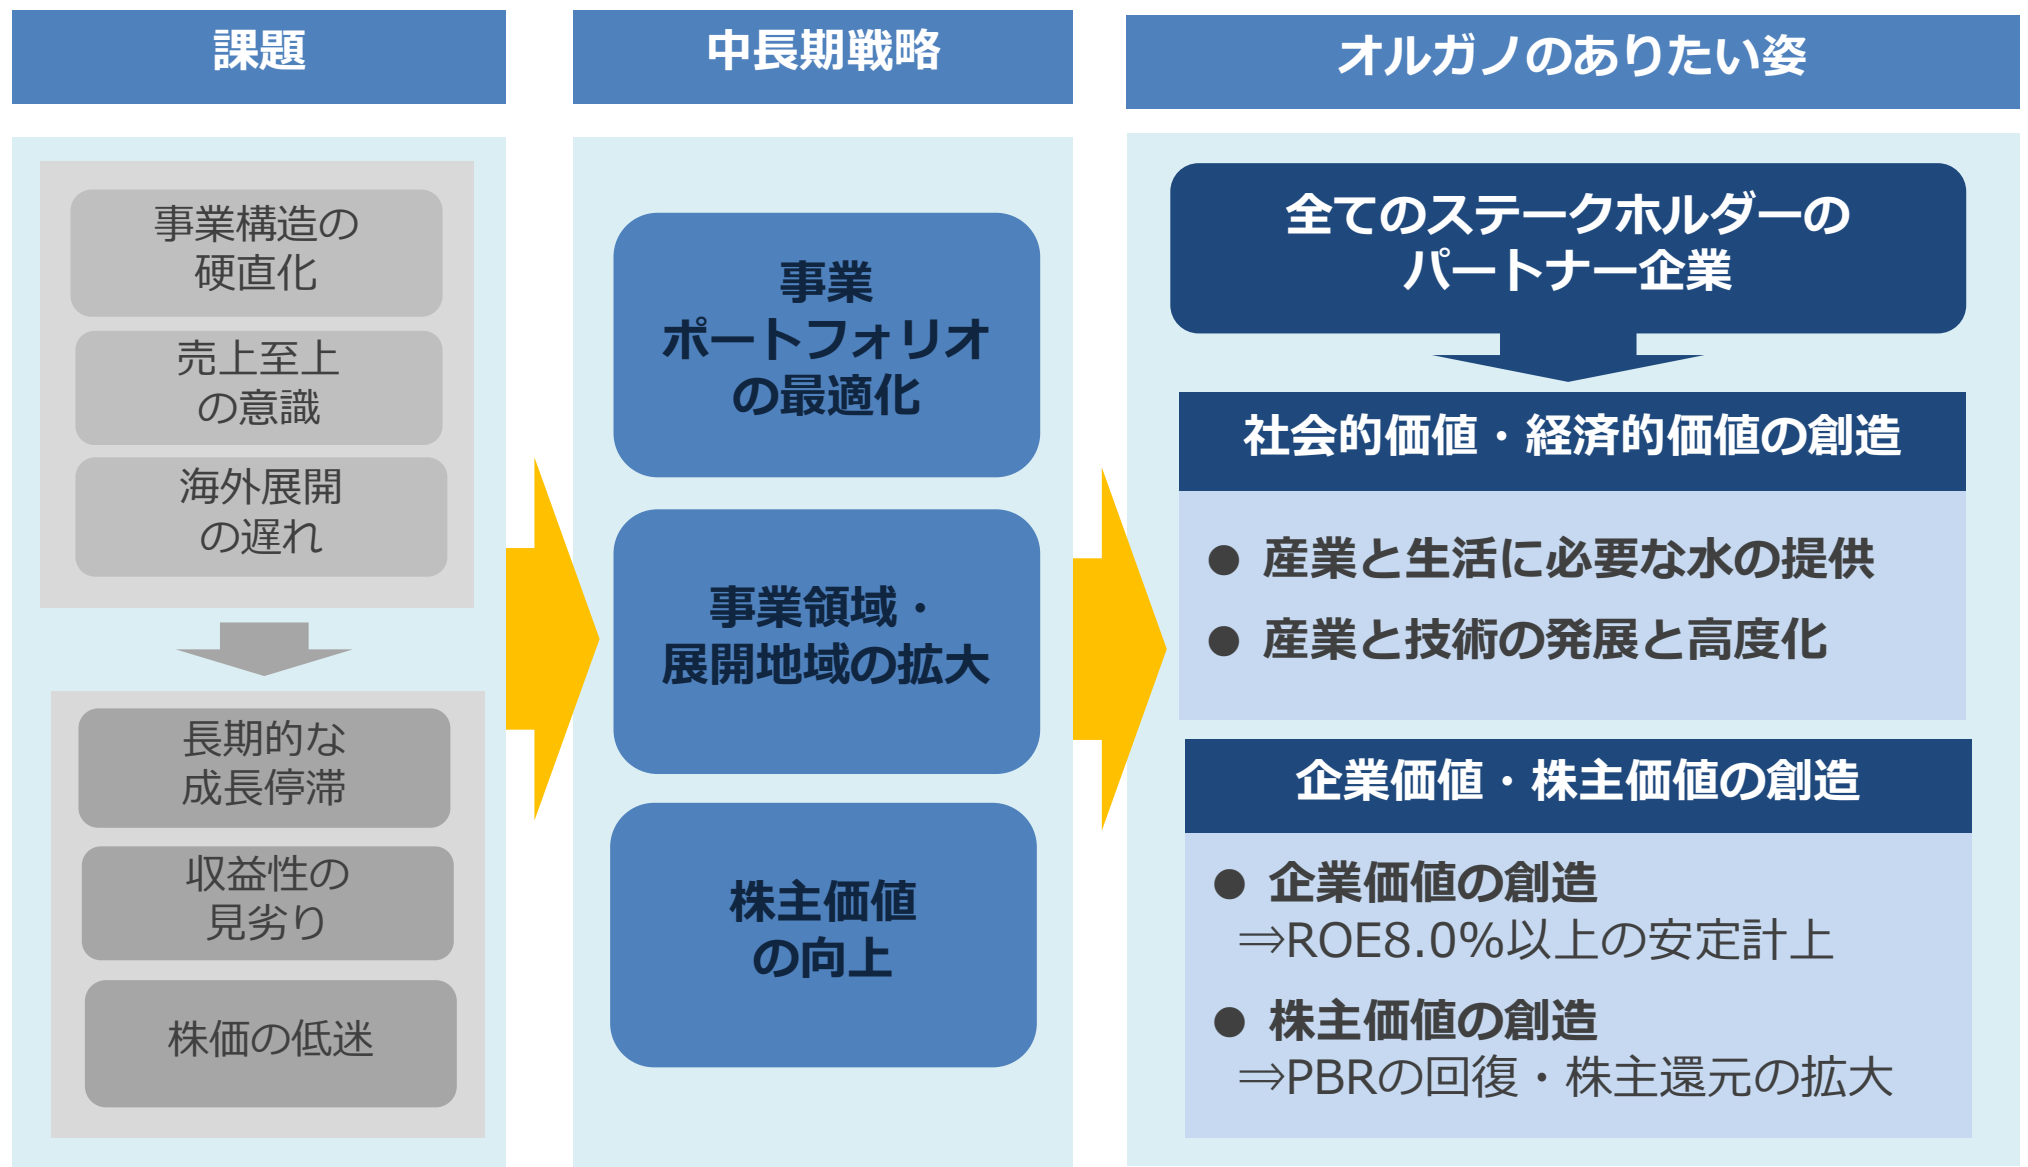 課題
事業構造の
硬直化
売上至上
の意識
海外展開
の遅れ
長期的な
成長停滞
収益性の
見劣り
株価の低迷
中長期戦略
事業
ポートフォリオ
の最適化
事業領域・
展開地域の拡大
株主価値
の向上
オルガノのありたい姿
全てのステークホルダーの
パートナー企業
社会的価値・経済的価値の創造
● 産業と生活に必要な水の提供
● 産業と技術の発展と高度化
企業価値・株主価値の創造
● 企業価値の創造
⇒ROE8.0%以上の安定計上
● 株主価値の創造
⇒PBRの回復・株主還元の拡大